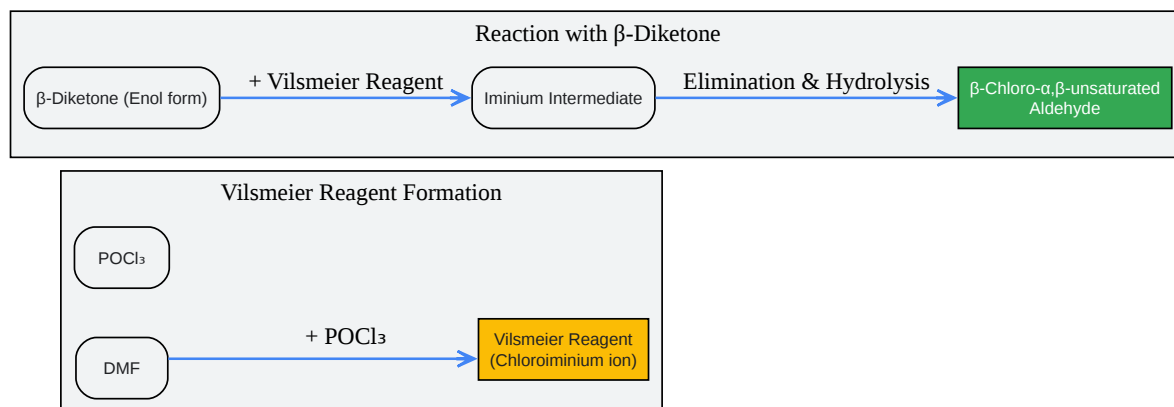 Reaction with β-Diketone
β-Diketone (Enol form)
+ Vilsmeier Reagent
Iminium Intermediate
Elimination & Hydrolysis
β-Chloro-α,β-unsaturated
Aldehyde
Vilsmeier Reagent Formation
POCl₃
DMF
+ POCl₃
Vilsmeier Reagent
(Chloroiminium ion)